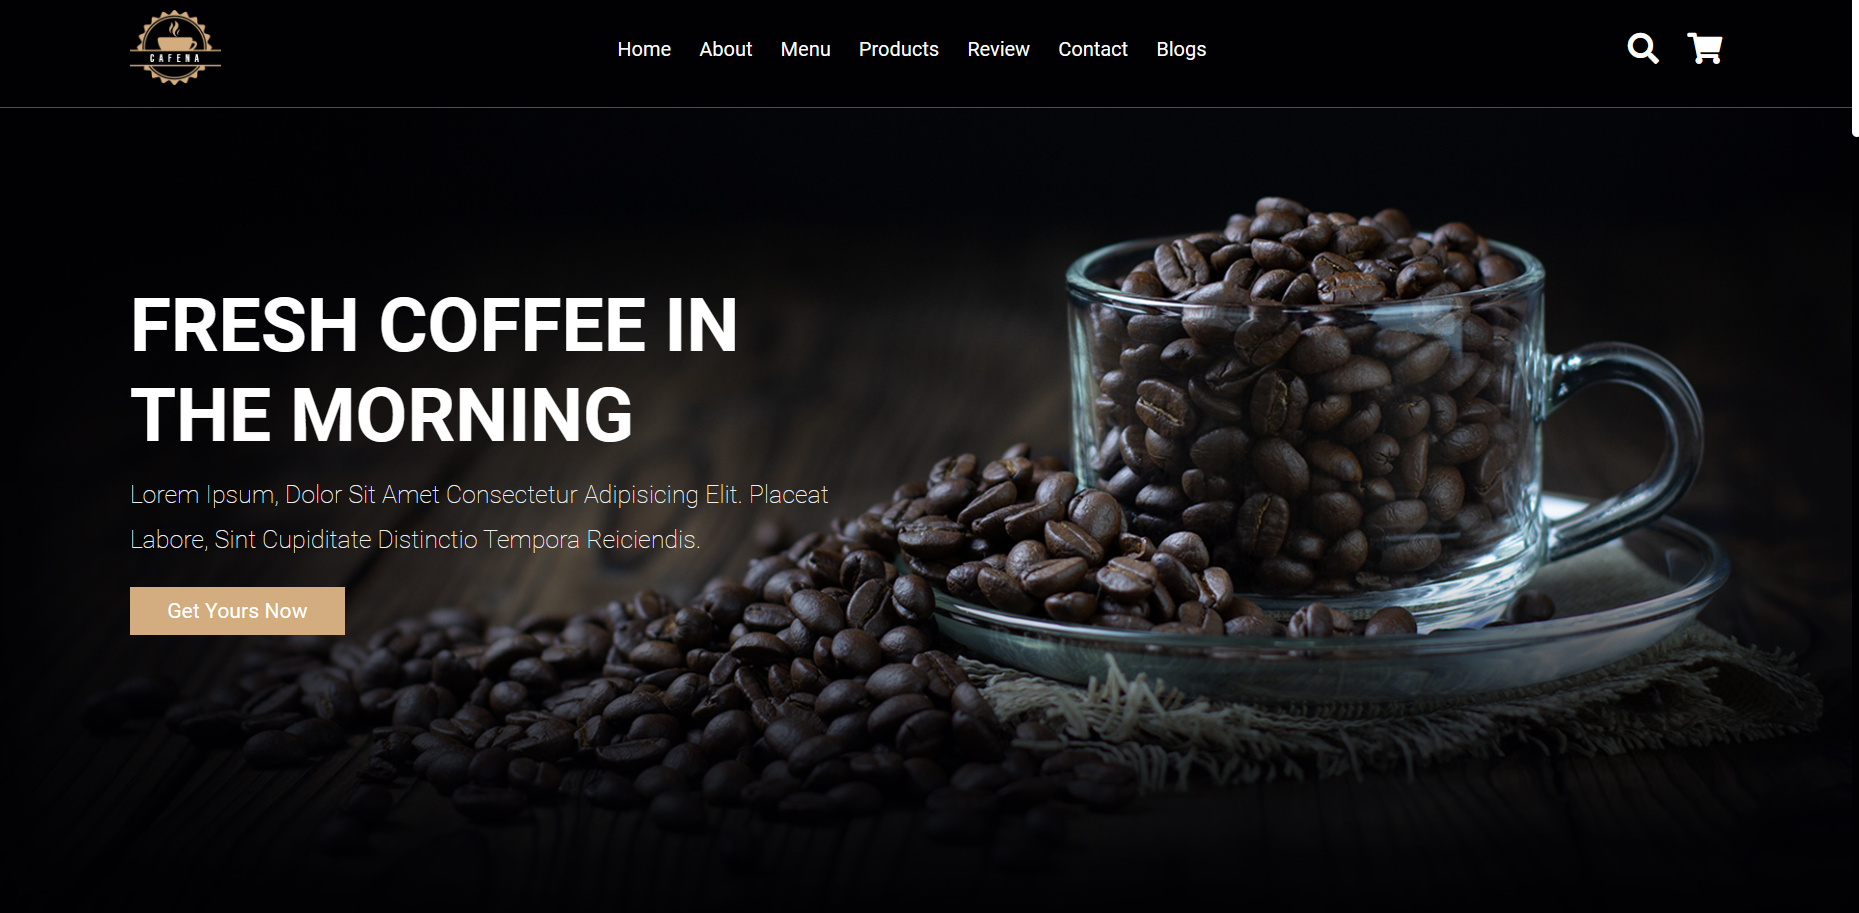 CAFENA
Home About Menu Products Review Contact Blogs
FRESH COFFEE IN
THE MORNING
Lorem Ipsum, Dolor Sit Amet Consectetur Adipisicing Elit. Placeat
Labore, Sint Cupiditate Distinctio Tempora Reiciendis.
Get Yours Now